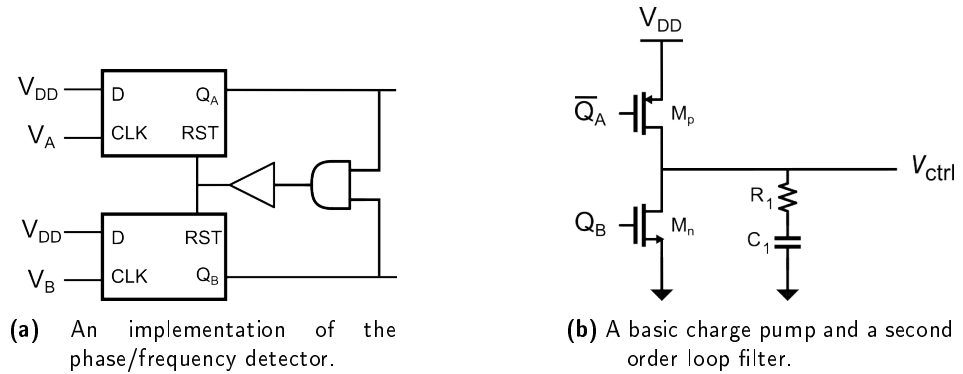 V_DD
D
Q_A
V_A
CLK
RST
V_DD
D
RST
V_B
CLK
Q_B
(a) An implementation of the
phase/frequency detector.
V_DD
Q̅_A
M_p
V_ctrl
R_1
Q_B
M_n
C_1
(b) A basic charge pump and a second
order loop filter.